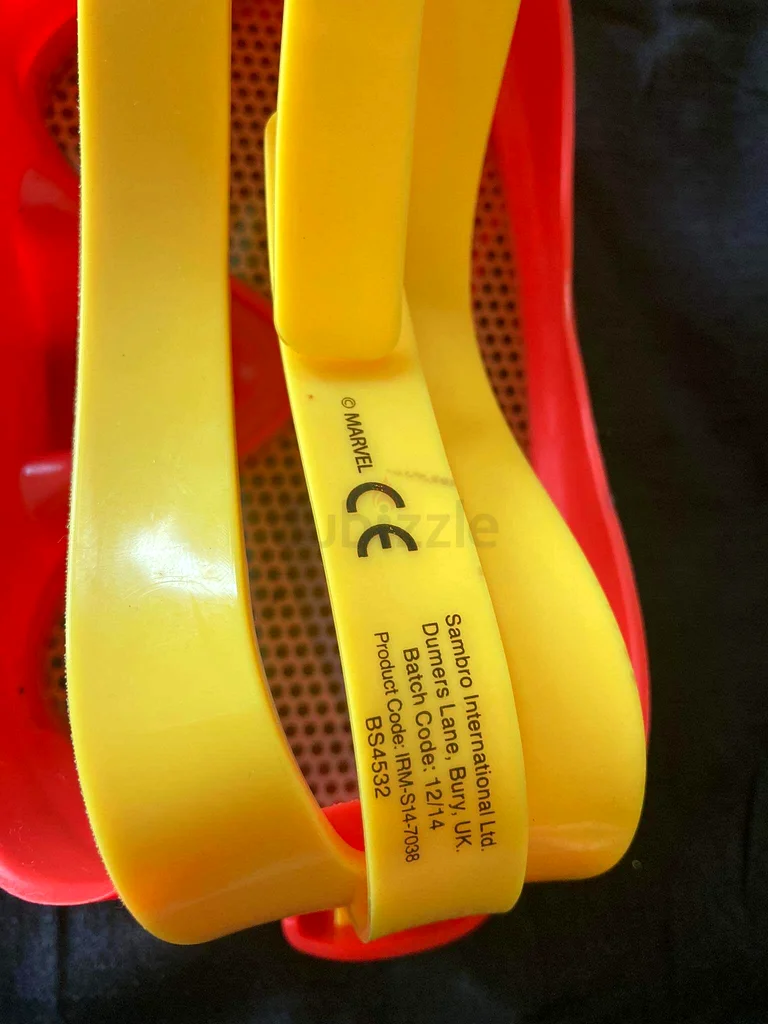 © MARVEL
CE
Sambro International Ltd.
Dumers Lane, Bury, UK.
Batch Code: 12/14
Product Code: IRM-S14-7038
BS4532
dubizzle